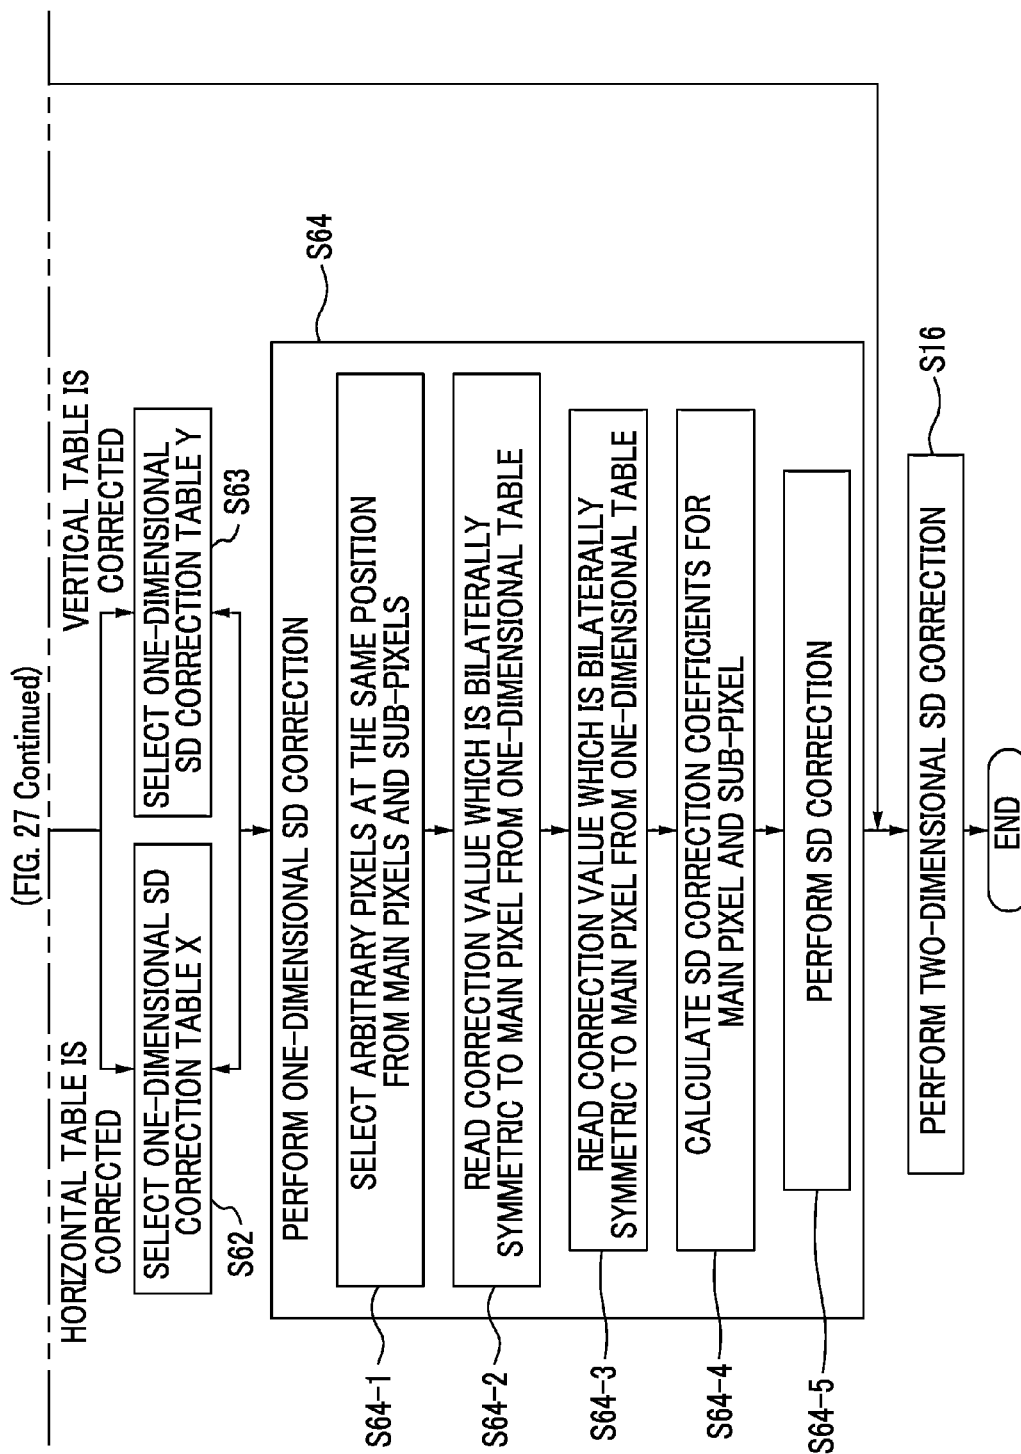 (FIG. 27 Continued)
HORIZONTAL TABLE IS
CORRECTED
VERTICAL TABLE IS
CORRECTED
SELECT ONE-DIMENSIONAL SD
CORRECTION TABLE X
S62
SELECT ONE-DIMENSIONAL
SD CORRECTION TABLE Y
S63
S64
PERFORM ONE-DIMENSIONAL SD CORRECTION
S64-1
SELECT ARBITRARY PIXELS AT THE SAME POSITION
FROM MAIN PIXELS AND SUB-PIXELS
S64-2
READ CORRECTION VALUE WHICH IS BILATERALLY
SYMMETRIC TO MAIN PIXEL FROM ONE-DIMENSIONAL TABLE
S64-3
READ CORRECTION VALUE WHICH IS BILATERALLY
SYMMETRIC TO MAIN PIXEL FROM ONE-DIMENSIONAL TABLE
S64-4
CALCULATE SD CORRECTION COEFFICIENTS FOR
MAIN PIXEL AND SUB-PIXEL
S64-5
PERFORM SD CORRECTION
S16
PERFORM TWO-DIMENSIONAL SD CORRECTION
END